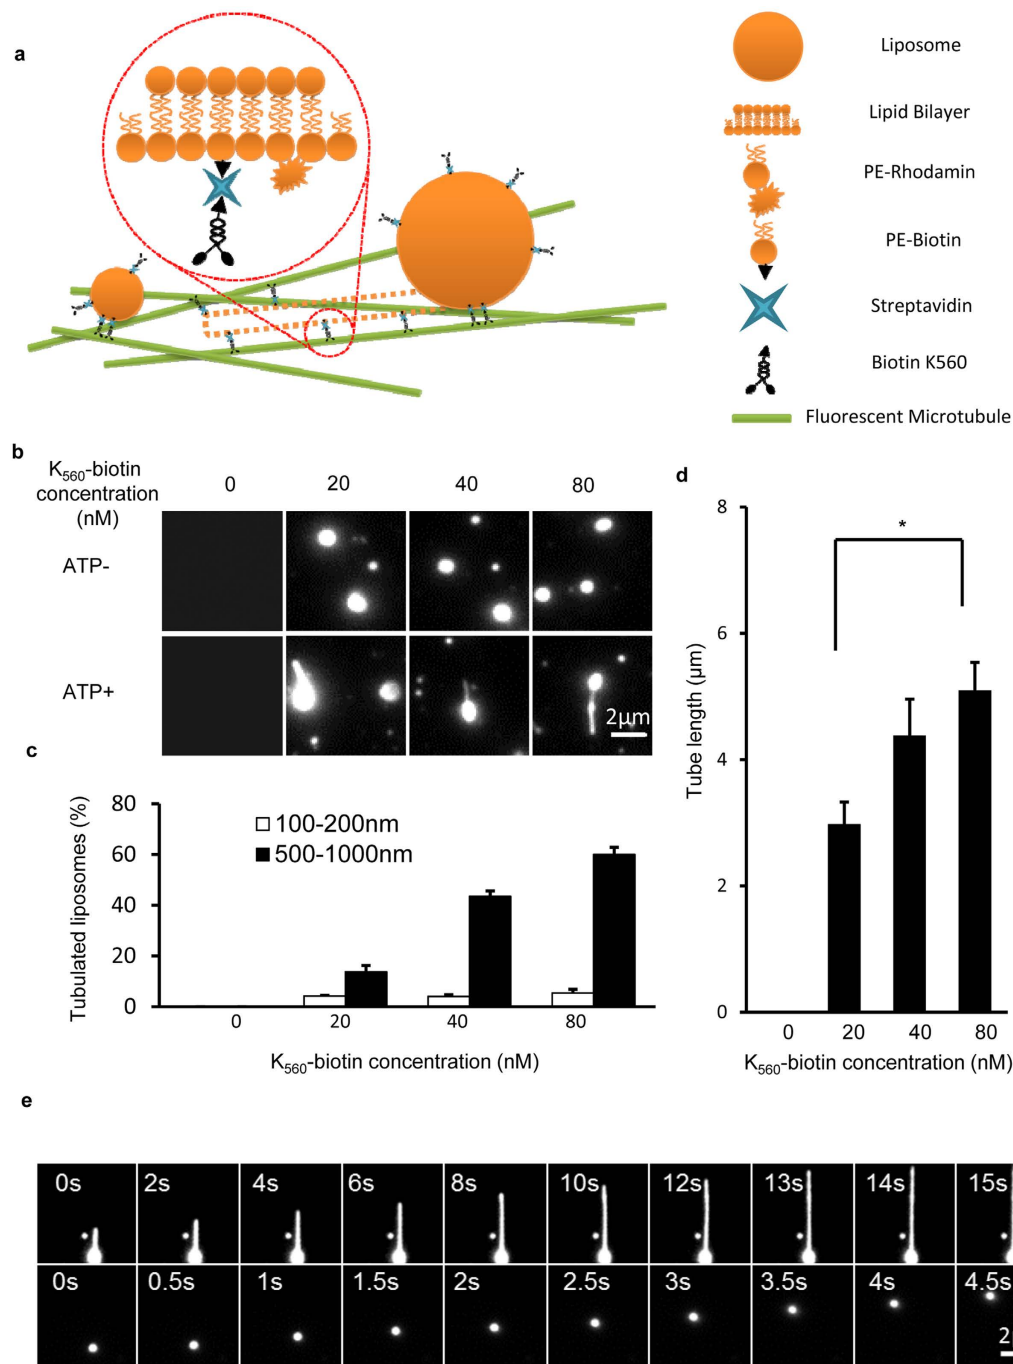 a
Liposome
Lipid Bilayer
PE-Rhodamin
PE-Biotin
Streptavidin
Biotin K560
Fluorescent Microtubule
b
K560-biotin
concentration
(nM)
0
20
40
80
ATP-
ATP+
2μm
c
Tubulated liposomes (%)
80
60
40
20
0
100-200nm
500-1000nm
0
20
40
80
K560-biotin concentration (nM)
d
Tube length (μm)
8
6
4
2
0
*
0
20
40
80
K560-biotin concentration (nM)
e
0s
2s
4s
6s
8s
10s
12s
13s
14s
15s
0s
0.5s
1s
1.5s
2s
2.5s
3s
3.5s
4s
4.5s
2